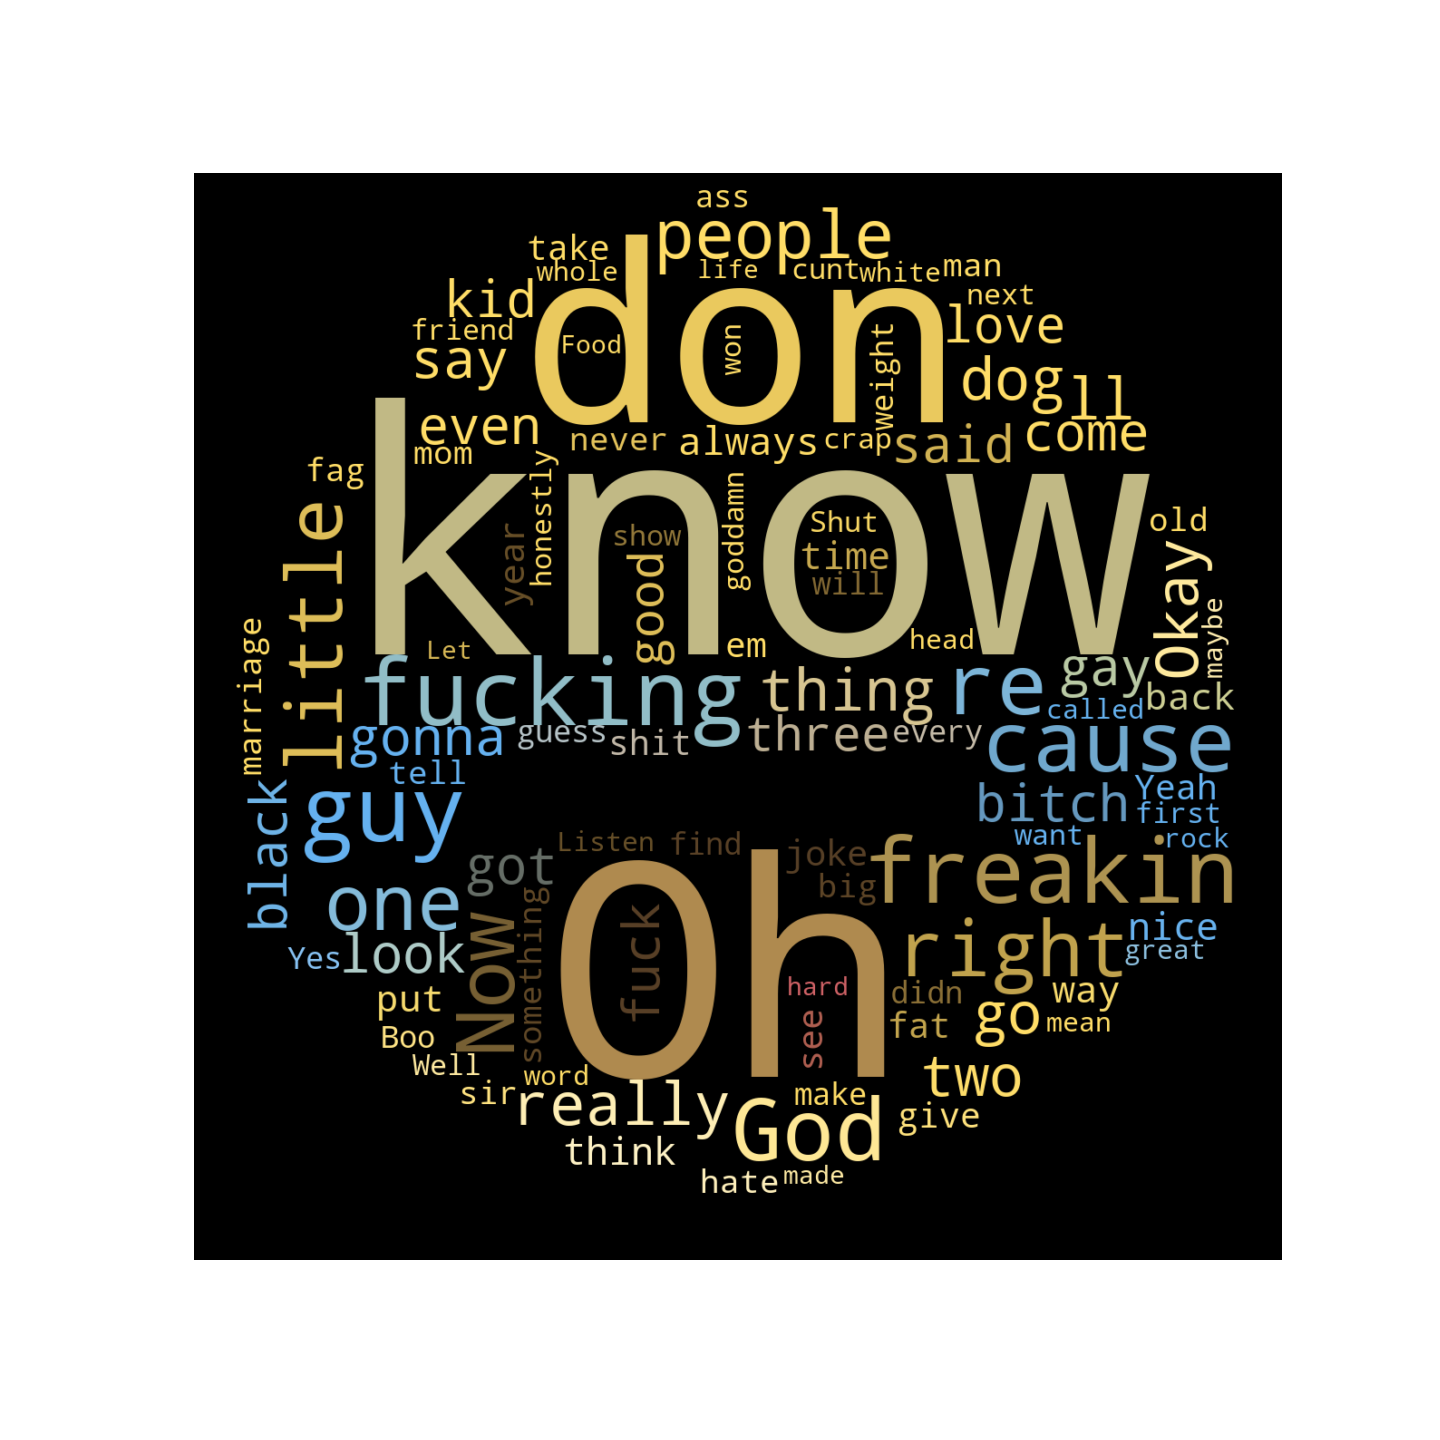 ass
people
take
don
whole
life
cunt
white
man
kid
next
friend
love
Food
won
weight
say
dog
ll
even
never
always
crap
said
come
mom
know
fag
honestly
goddamn
little
year
show
Shut
old
good
time
will
Okay
maybe
marriage
Let
em
head
fucking
thing
re
gay
back
called
gonna
guess
shit
three
every
cause
tell
black
guy
bitch
Yeah
first
want
rock
Listen
find
joke
freakin
got
Oh
big
one
Now
something
fuck
right
nice
great
Yes
look
put
hard
didn
way
see
fat
go
mean
Boo
Well
word
two
sir
really
make
God
give
think
hate
made